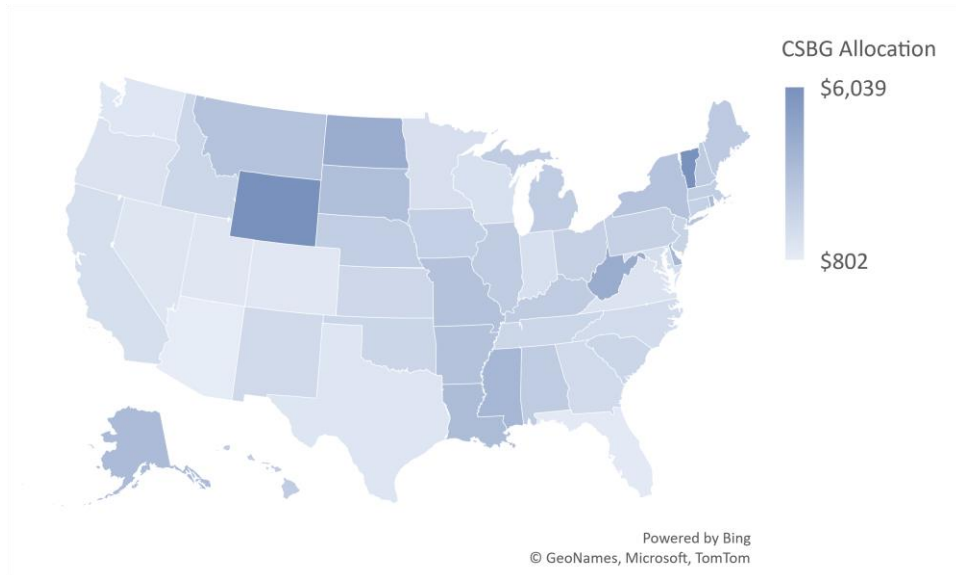 CSBG Allocation
$6,039
$802
Powered by Bing
© GeoNames, Microsoft, TomTom